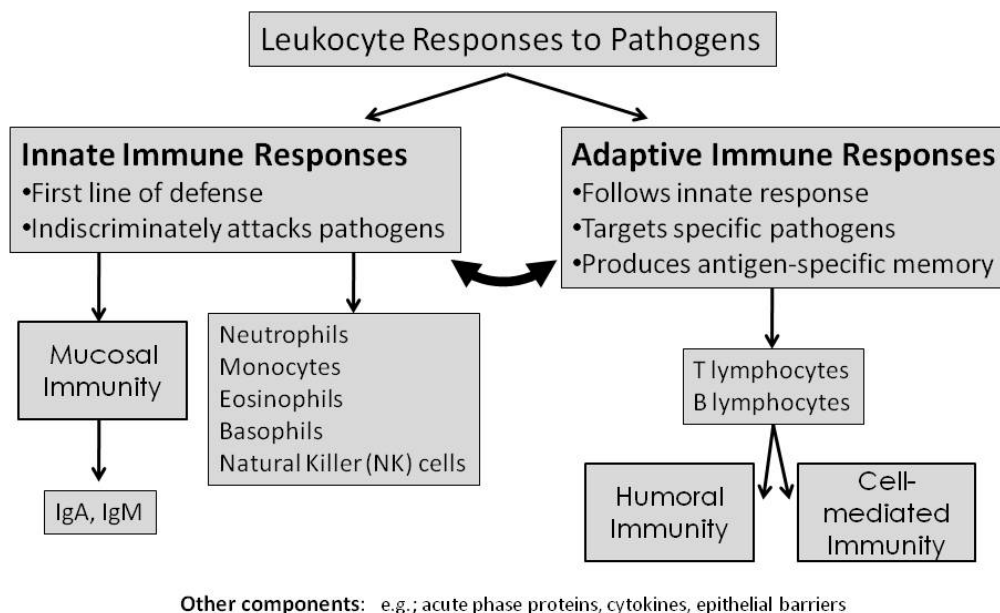 Leukocyte Responses to Pathogens
Innate Immune Responses
•First line of defense
•Indiscriminately attacks pathogens
Adaptive Immune Responses
•Follows innate response
•Targets specific pathogens
•Produces antigen-specific memory
Mucosal
Immunity
Neutrophils
Monocytes
Eosinophils
Basophils
Natural Killer (NK) cells
T lymphocytes
B lymphocytes
IgA, IgM
Humoral
Immunity
Cell-
mediated
Immunity
Other components: e.g.; acute phase proteins, cytokines, epithelial barriers